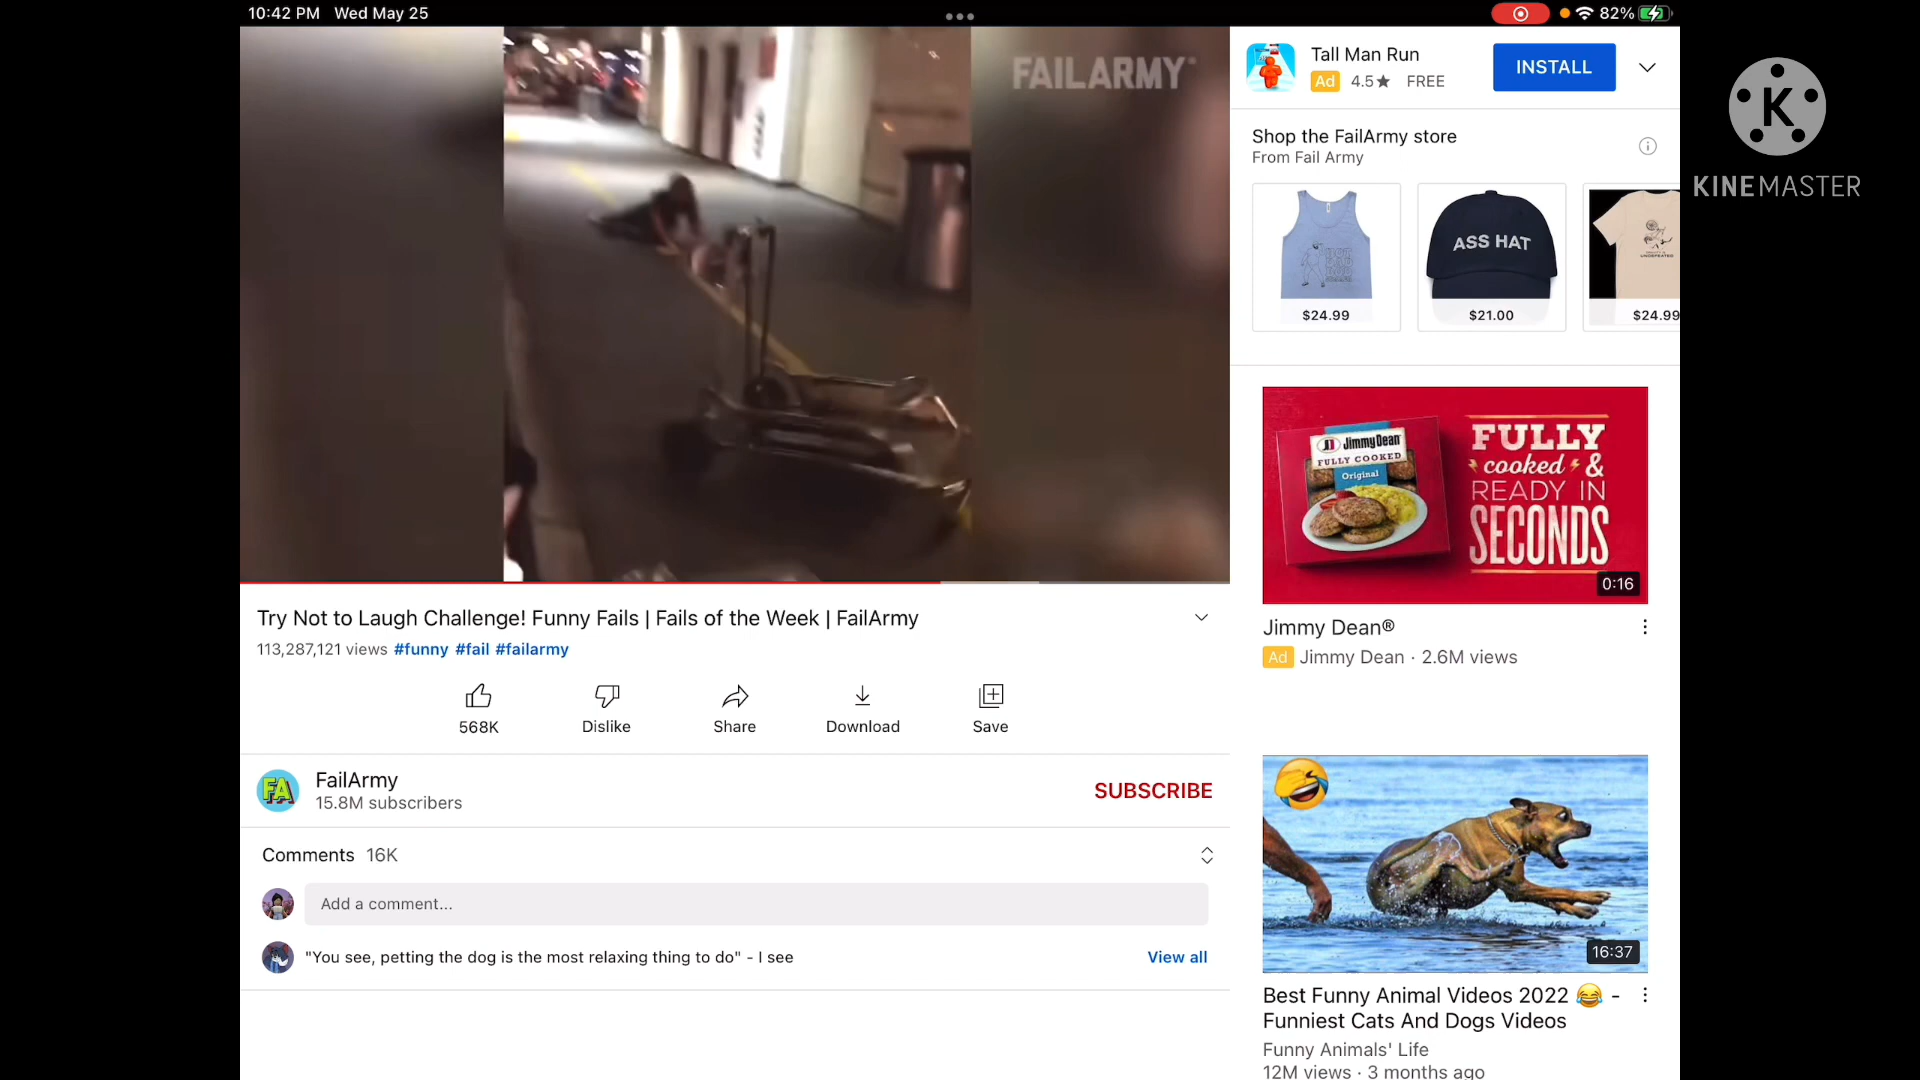 10:42 PM Wed May 25
82%
FAILARMY
Tall Man Run
Ad 4.5★ FREE
INSTALL
K
KINEMASTER
Shop the FailArmy store
From Fail Army
ASS HAT
UNDEFEATED
$24.99
$21.00
$24.99
Jimmy Dean
FULLY COOKED
Original
FULLY
cooked &
READY IN
SECONDS
0:16
Try Not to Laugh Challenge! Funny Fails | Fails of the Week | FailArmy
113,287,121 views #funny #fail #failarmy
Jimmy Dean®
Ad Jimmy Dean · 2.6M views
568K
Dislike
Share
Download
Save
FA
FailArmy
15.8M subscribers
SUBSCRIBE
Comments 16K
Add a comment...
"You see, petting the dog is the most relaxing thing to do" - I see
View all
16:37
Best Funny Animal Videos 2022 😂 -
Funniest Cats And Dogs Videos
Funny Animals' Life
12M views · 3 months ago